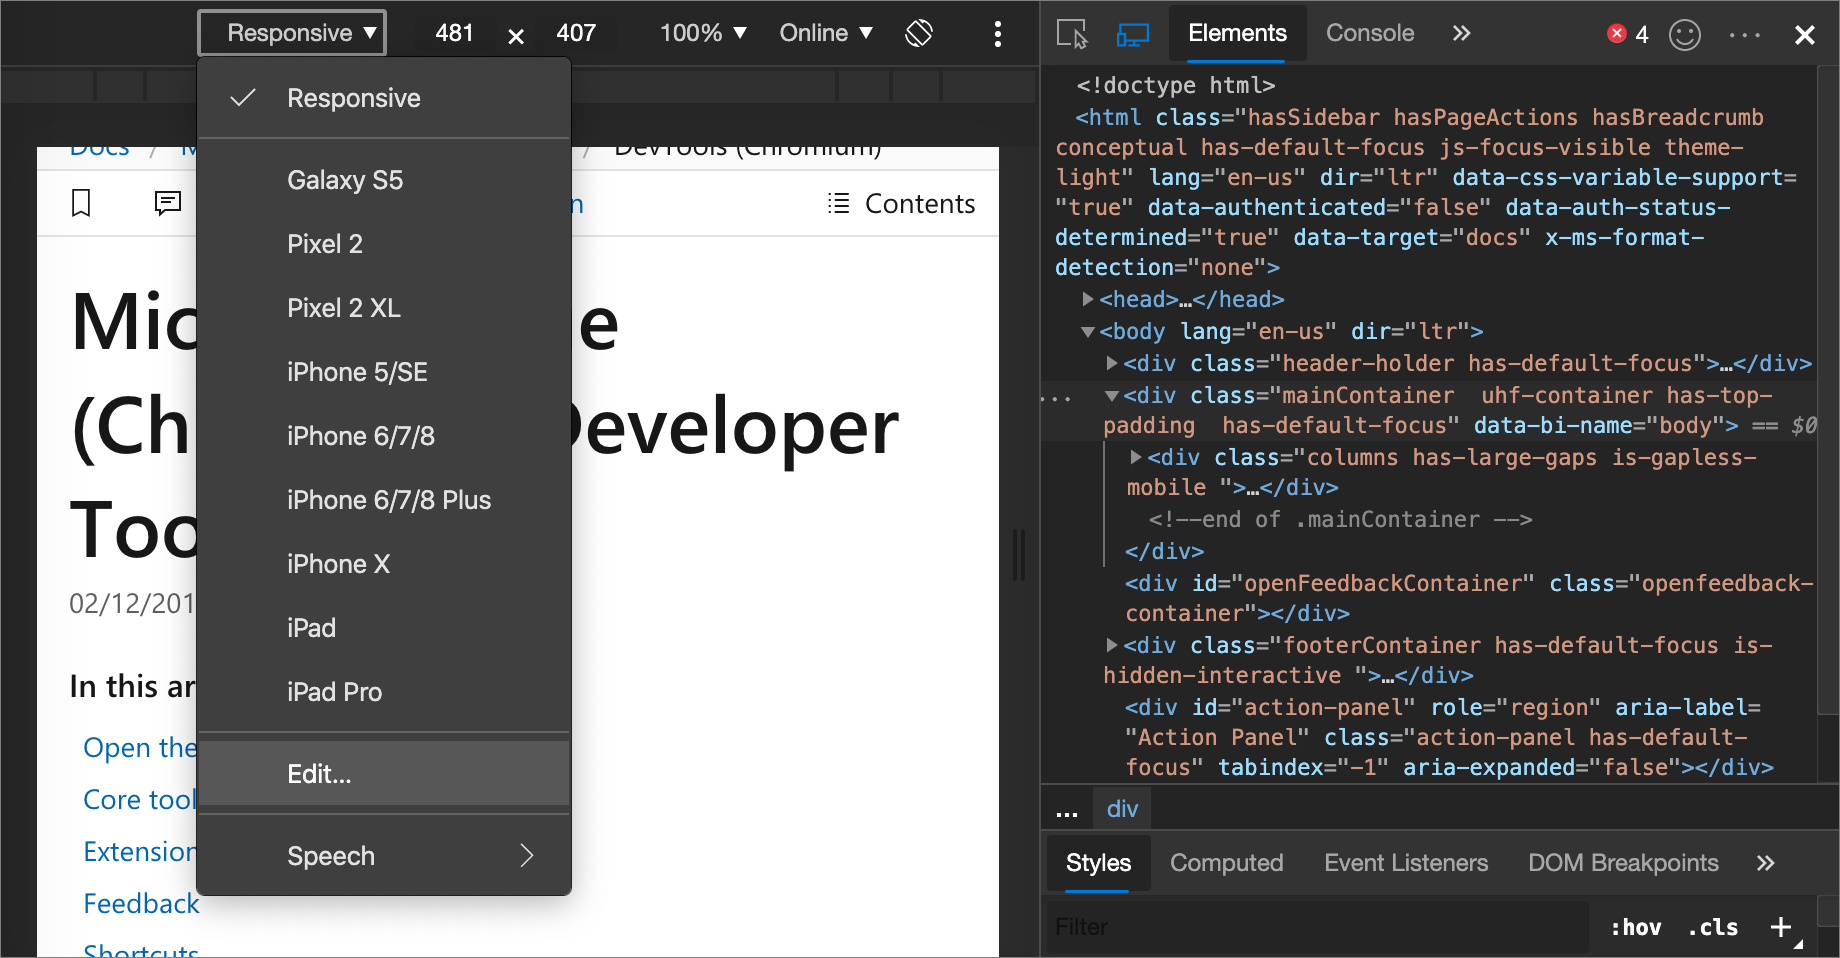 Responsive ▼ 481 × 407 100% ▼ Online ▼
Responsive
Galaxy S5
Pixel 2
Pixel 2 XL
iPhone 5/SE
iPhone 6/7/8
iPhone 6/7/8 Plus
iPhone X
iPad
iPad Pro
Edit...
Speech
Docs / M / DevTools (Chromium)
n Contents
Mic e
(Ch Developer
Too
02/12/201
In this ar
Open the
Core tool
Extension
Feedback
Shortcuts
Elements Console » 4
<!doctype html>
<html class="hasSidebar hasPageActions hasBreadcrumb
conceptual has-default-focus js-focus-visible theme-
light" lang="en-us" dir="ltr" data-css-variable-support=
"true" data-authenticated="false" data-auth-status-
determined="true" data-target="docs" x-ms-format-
detection="none">
<head>…</head>
<body lang="en-us" dir="ltr">
<div class="header-holder has-default-focus">…</div>
<div class="mainContainer  uhf-container has-top-
padding  has-default-focus" data-bi-name="body"> == $0
<div class="columns has-large-gaps is-gapless-
mobile ">…</div>
<!--end of .mainContainer -->
</div>
<div id="openFeedbackContainer" class="openfeedback-
container"></div>
<div class="footerContainer has-default-focus is-
hidden-interactive ">…</div>
<div id="action-panel" role="region" aria-label=
"Action Panel" class="action-panel has-default-
focus" tabindex="-1" aria-expanded="false"></div>
... div
Styles Computed Event Listeners DOM Breakpoints »
Filter :hov .cls +